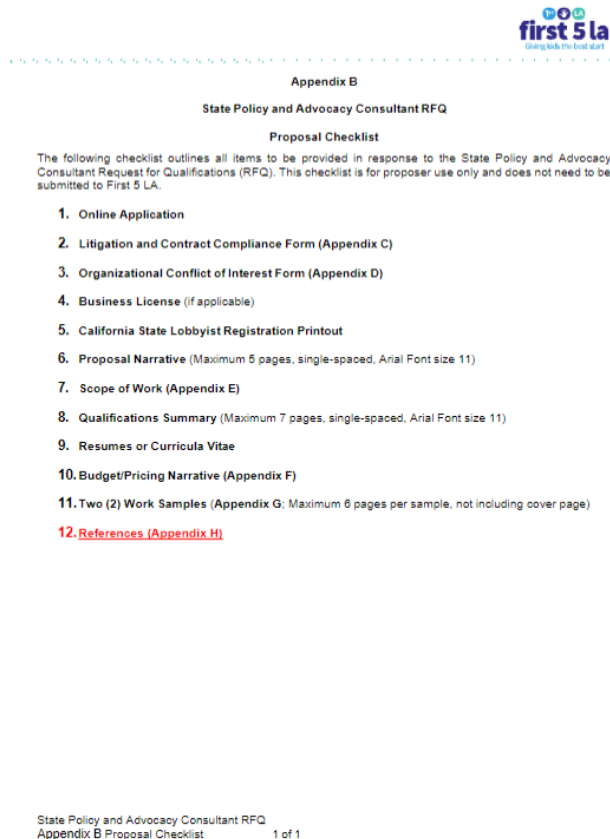 1st LA
first 5 la
Giving kids the best start
Appendix B
State Policy and Advocacy Consultant RFQ
Proposal Checklist
The following checklist outlines all items to be provided in response to the State Policy and Advocacy
Consultant Request for Qualifications (RFQ). This checklist is for proposer use only and does not need to be
submitted to First 5 LA.
1. Online Application
2. Litigation and Contract Compliance Form (Appendix C)
3. Organizational Conflict of Interest Form (Appendix D)
4. Business License (if applicable)
5. California State Lobbyist Registration Printout
6. Proposal Narrative (Maximum 5 pages, single-spaced, Arial Font size 11)
7. Scope of Work (Appendix E)
8. Qualifications Summary (Maximum 7 pages, single-spaced, Arial Font size 11)
9. Resumes or Curricula Vitae
10. Budget/Pricing Narrative (Appendix F)
11. Two (2) Work Samples (Appendix G; Maximum 6 pages per sample, not including cover page)
12. References (Appendix H)
State Policy and Advocacy Consultant RFQ
Appendix B Proposal Checklist 1 of 1